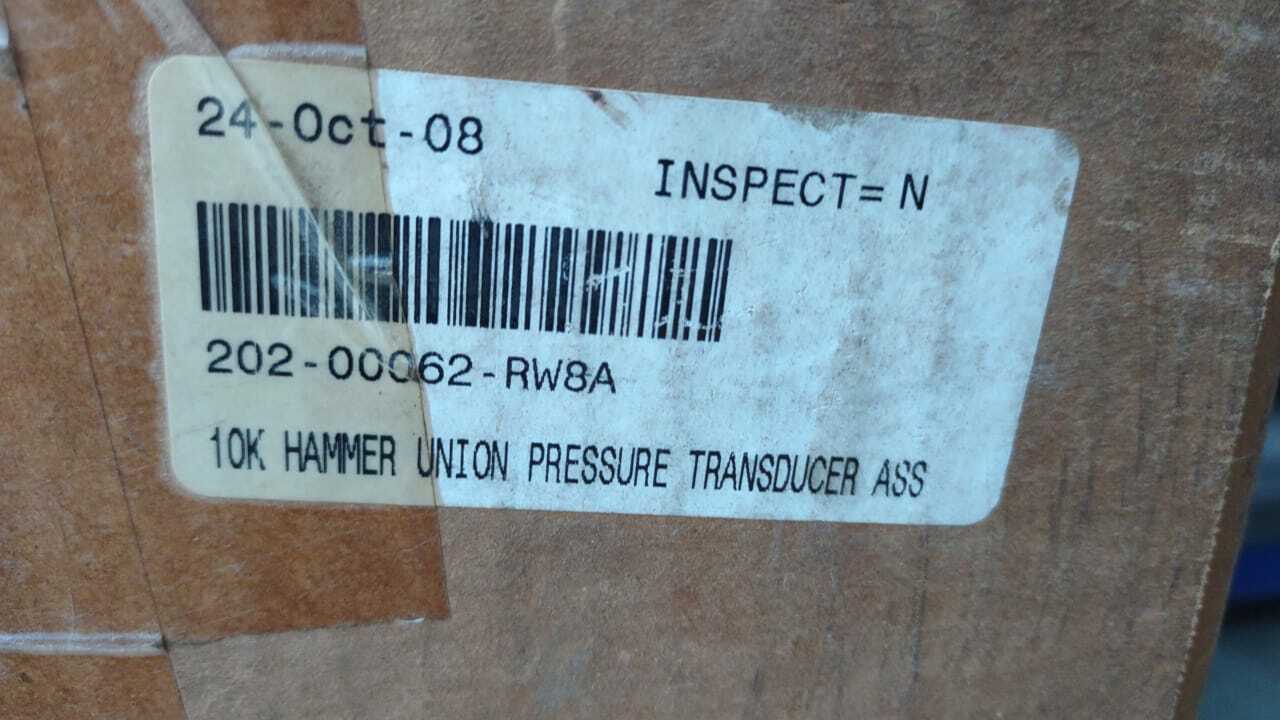 24-Oct-08
INSPECT= N
202-00062-RW8A
10K HAMMER UNION PRESSURE TRANSDUCER ASS